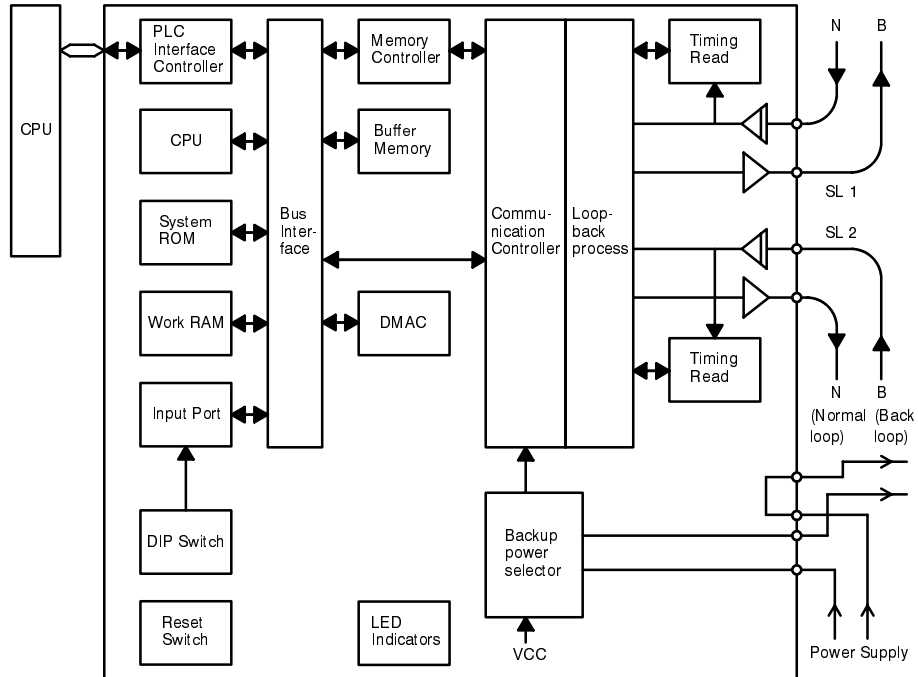 CPU
PLC
Interface
Controller
CPU
System
ROM
Work RAM
Input Port
DIP Switch
Reset
Switch
Bus
Inter-
face
Memory
Controller
Buffer
Memory
DMAC
LED
Indicators
Commu-
nication
Controller
Loop-
back
process
Backup
power
selector
VCC
Timing
Read
Timing
Read
N B
SL 1
SL 2
N B
(Normal (Back
loop) loop)
Power Supply